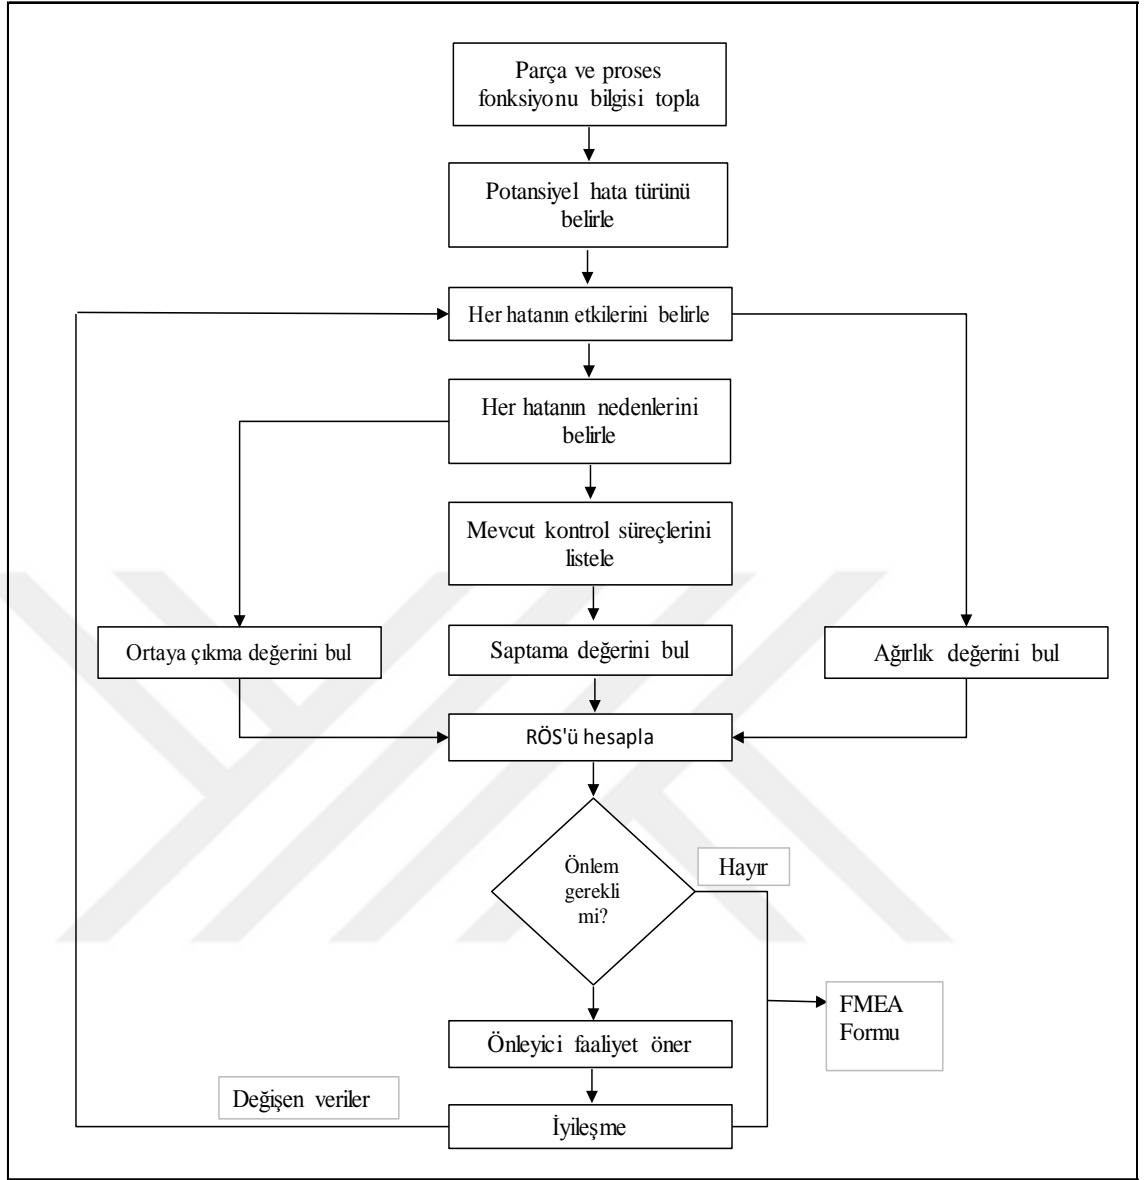 Parça ve proses
fonksiyonu bilgisi topla
Potansiyel hata türünü
belirle
Her hatanın etkilerini belirle
Her hatanın nedenlerini
belirle
Mevcut kontrol süreçlerini
listele
Ortaya çıkma değerini bul
Saptama değerini bul
Ağırlık değerini bul
RÖS'ü hesapla
Önlem
gerekli
mi?
Hayır
FMEA
Formu
Önleyici faaliyet öner
Değişen veriler
İyileşme